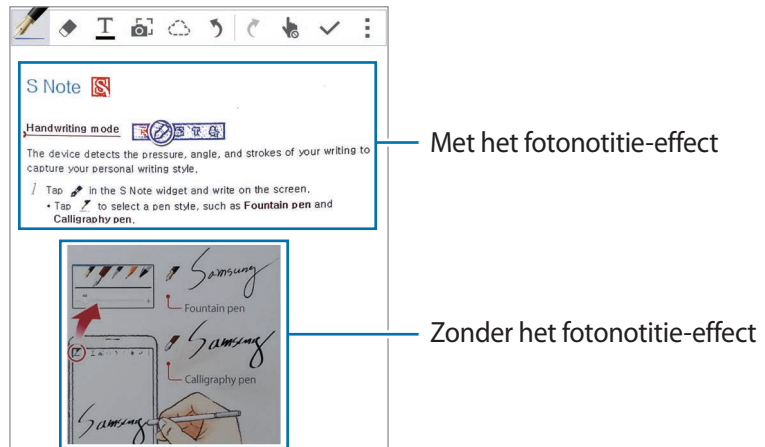 T
S Note S
Handwriting mode
T
The device detects the pressure, angle, and strokes of your writing to
capture your personal writing style.
1 Tap in the S Note widget and write on the screen.
• Tap to select a pen style, such as Fountain pen and
Calligraphy pen.
Met het fotonotitie-effect
Samsung
Fountain pen
Samsung
Calligraphy pen
Samsung
Zonder het fotonotitie-effect